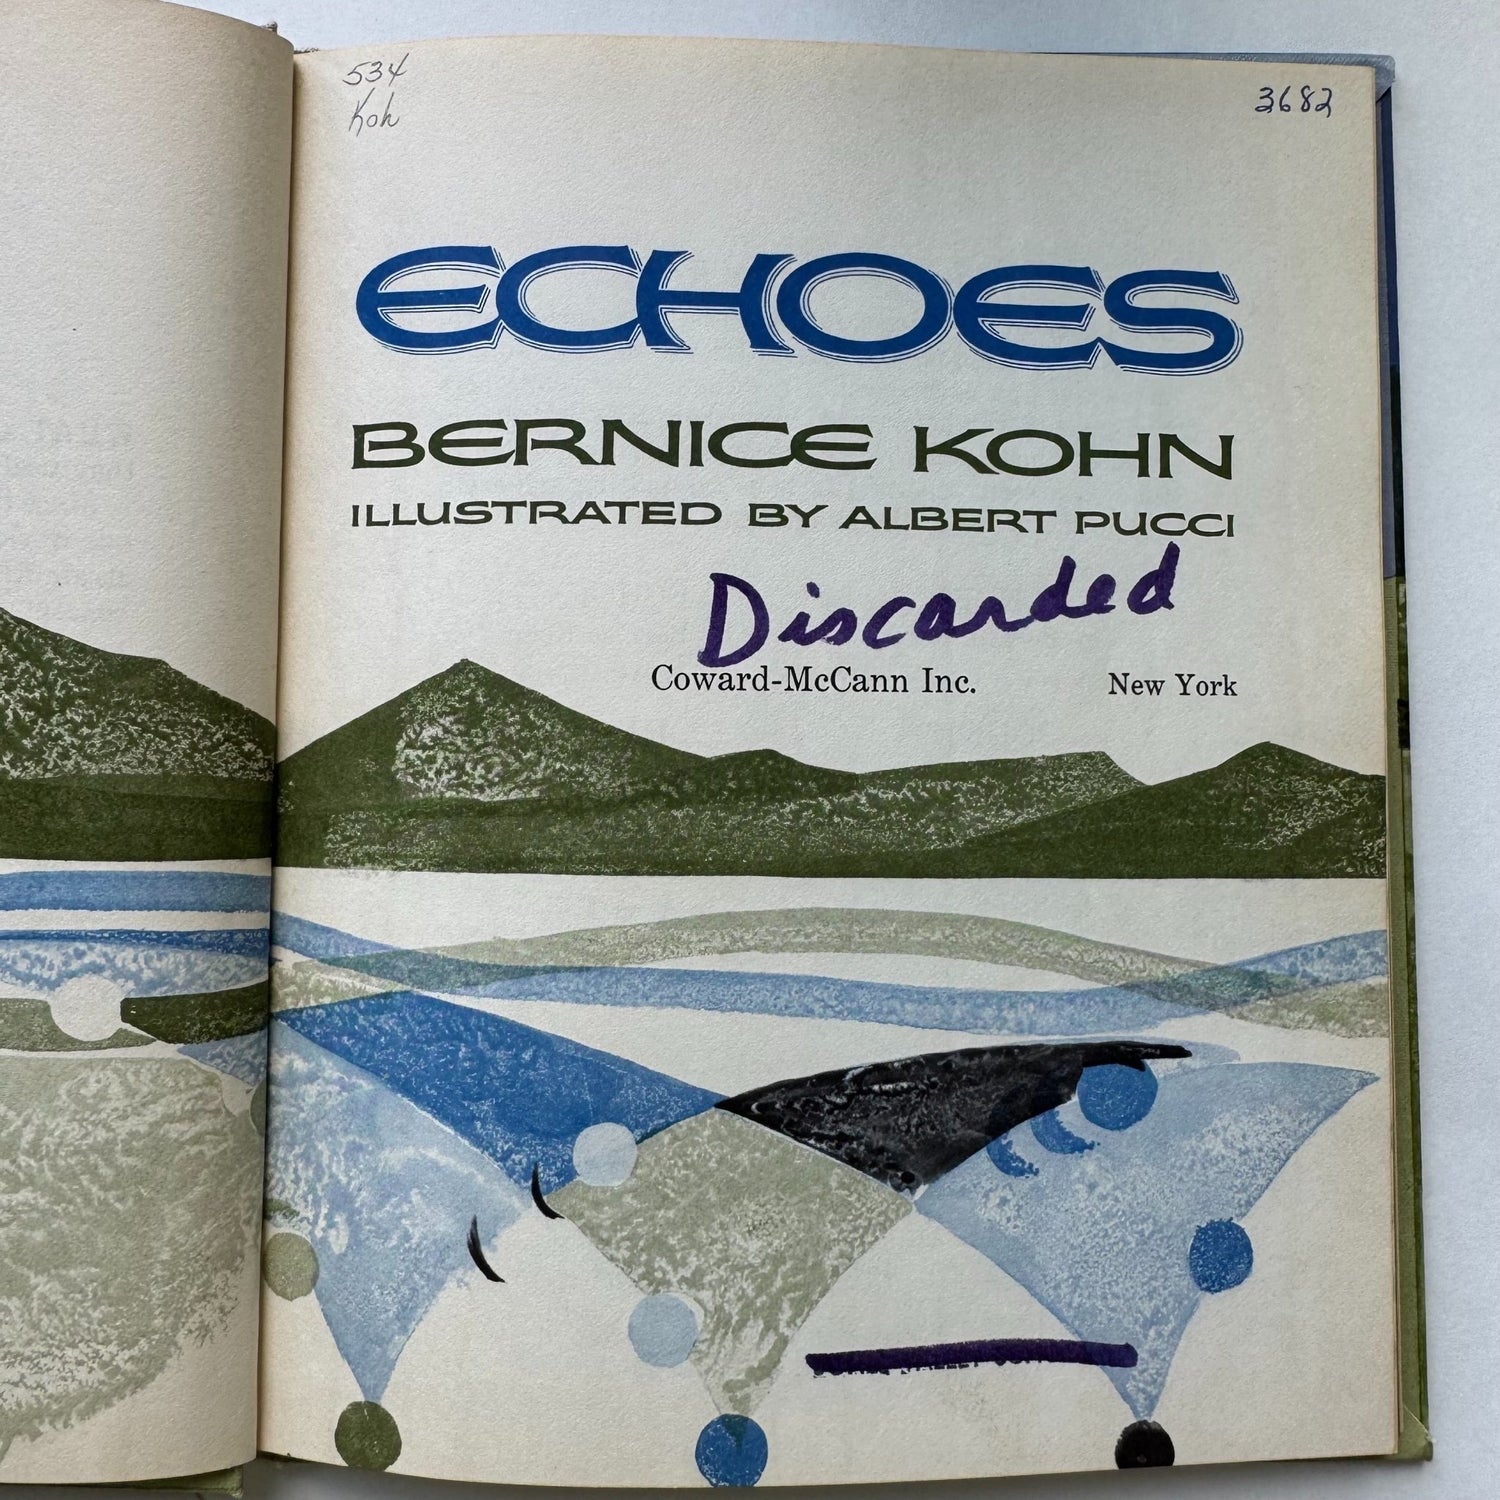 534
Koh
3682
ECHOES
BERNICE KOHN
ILLUSTRATED BY ALBERT PUCCI
Discarded
Coward-McCann Inc. New York